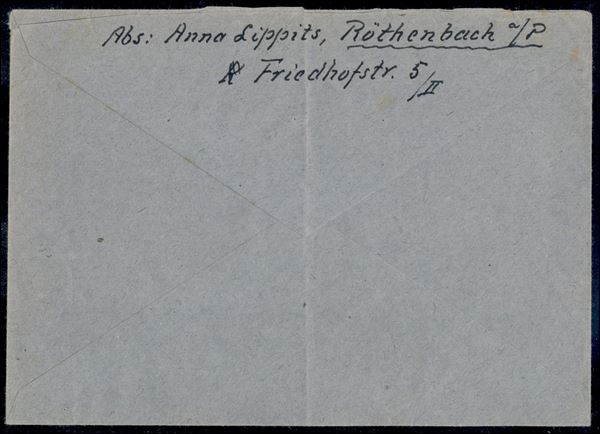 Abs: Anna Lippits, Röthenbach a/P
Friedhofstr. 5/II